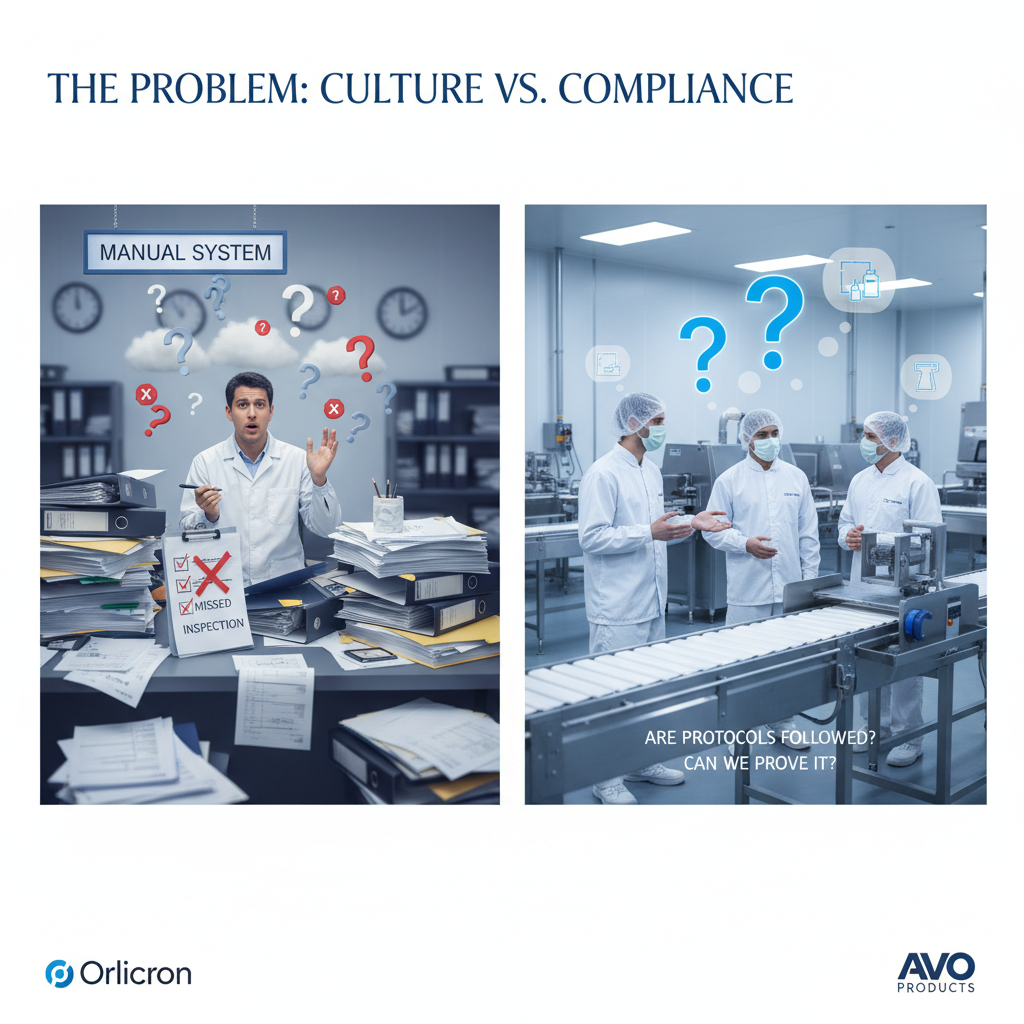 THE PROBLEM: CULTURE VS. COMPLIANCE
MANUAL SYSTEM
MISSED
INSPECTION
ARE PROTOCOLS FOLLOWED?
CAN WE PROVE IT?
Orlicron
AVO
PRODUCTS